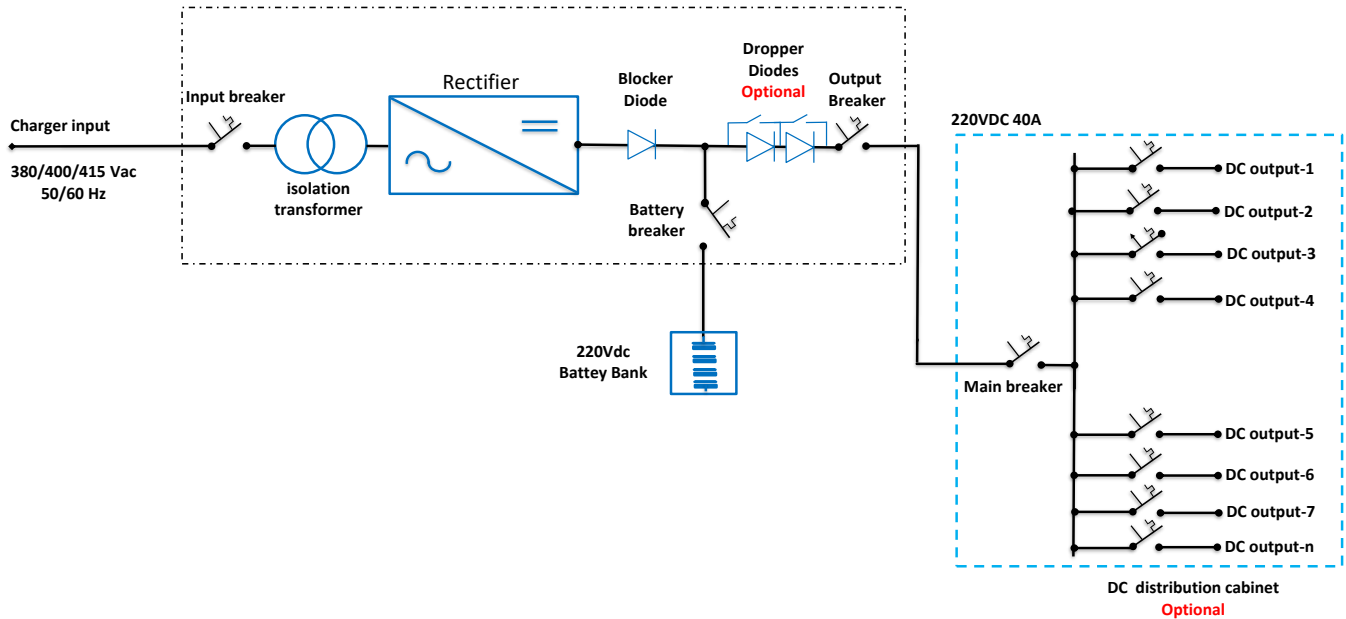 Charger input
380/400/415 Vac
50/60 Hz
Input breaker
isolation
transformer
Rectifier
Blocker
Diode
Dropper
Diodes
Optional
Output
Breaker
Battery
breaker
220Vdc
Battey Bank
220VDC 40A
Main breaker
DC output-1
DC output-2
DC output-3
DC output-4
DC output-5
DC output-6
DC output-7
DC output-n
DC distribution cabinet
Optional